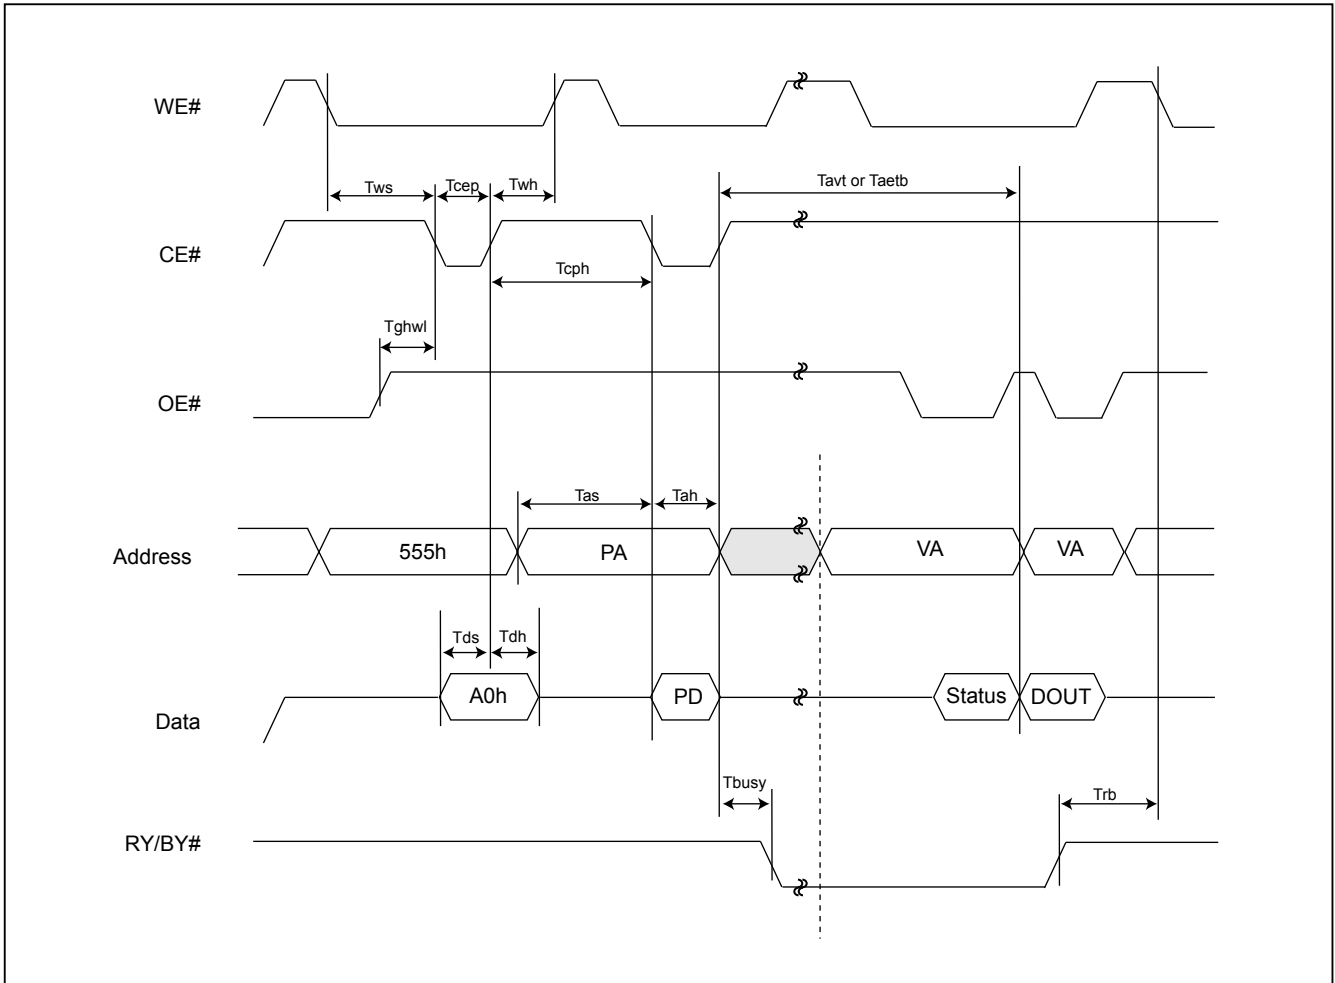 WE#
Tws Tcep Twh Tavt or Taetb
CE#
Tcph
Tghwl
OE#
Tas Tah
Address 555h PA VA VA
Tds Tdh
Data A0h PD Status DOUT
Tbusy Trb
RY/BY#